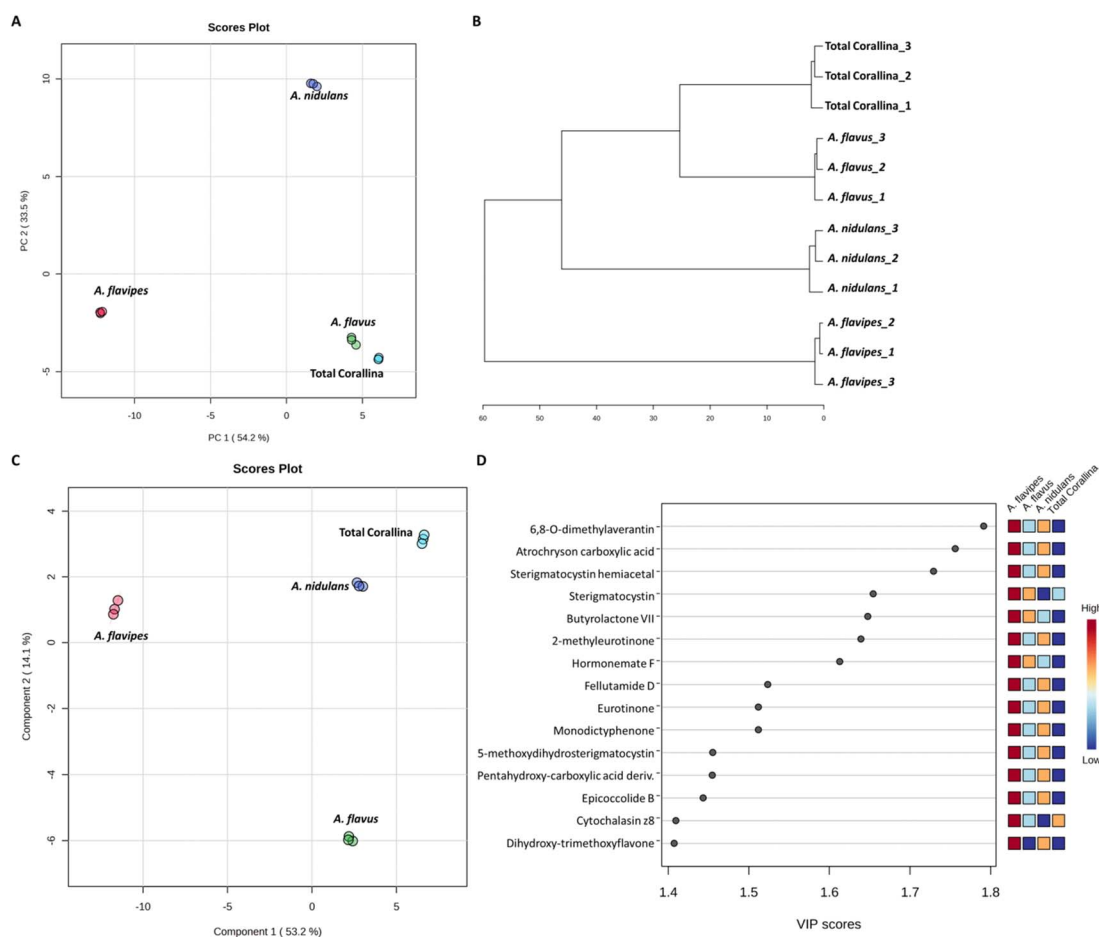 A
Scores Plot
10
5
0
-5
-10
-5
0
5
PC 2 ( 33.5 %)
PC 1 ( 54.2 %)
A. nidulans
A. flavipes
A. flavus
Total Corallina
B
Total Corallina_3
Total Corallina_2
Total Corallina_1
A. flavus_3
A. flavus_2
A. flavus_1
A. nidulans_3
A. nidulans_2
A. nidulans_1
A. flavipes_2
A. flavipes_1
A. flavipes_3
60 50 40 30 20 10 0
C
Scores Plot
4
2
0
-2
-4
-6
-10
-5
0
5
Component 2 ( 14.1 %)
Component 1 ( 53.2 %)
Total Corallina
A. nidulans
A. flavipes
A. flavus
D
A. flavipes
A. flavus
A. nidulans
Total Corallina
6,8-O-dimethylaverantin
Atrochryson carboxylic acid
Sterigmatocystin hemiacetal
Sterigmatocystin
Butyrolactone VII
2-methyleurotinone
Hormonemate F
Fellutamide D
Eurotinone
Monodictyphenone
5-methoxydihydrosterigmatocystin
Pentahydroxy-carboxylic acid deriv.
Epicoccolide B
Cytochalasin z8
Dihydroxy-trimethoxyflavone
1.4 1.5 1.6 1.7 1.8
VIP scores
High
Low